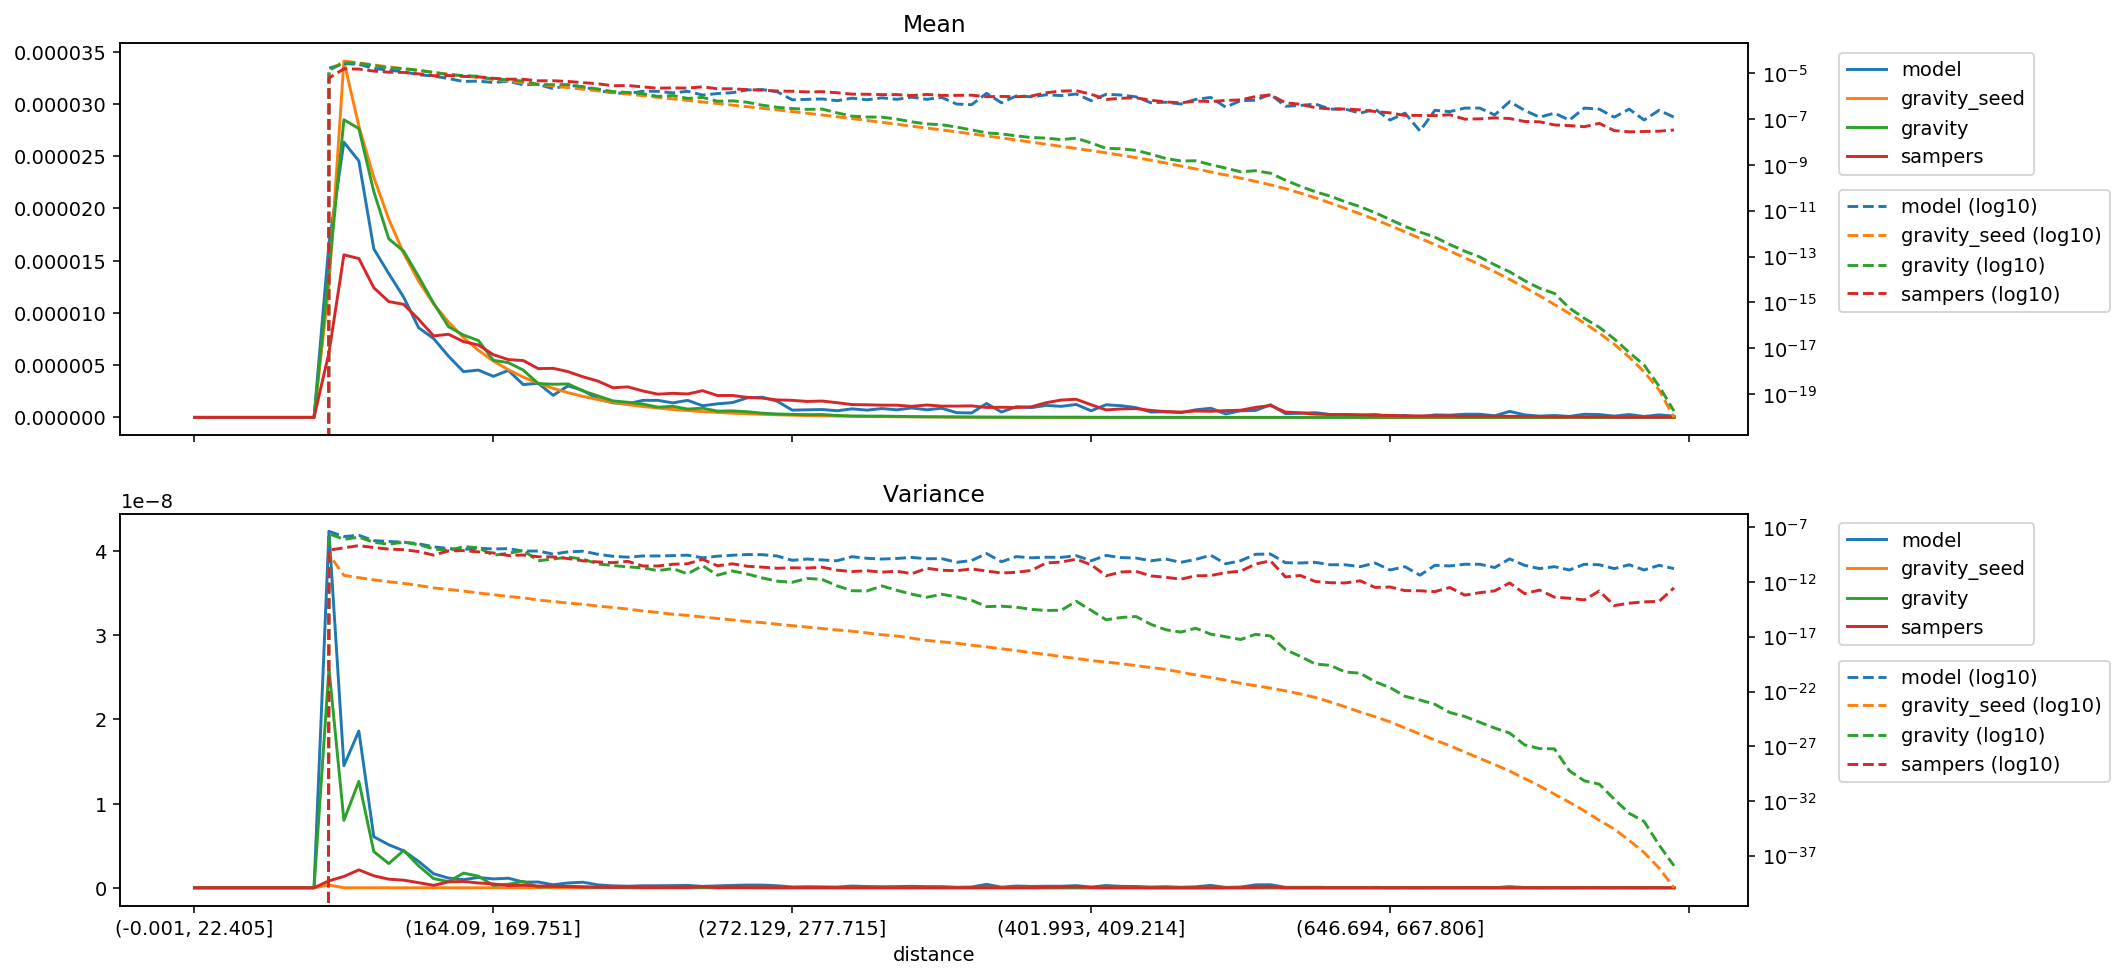 Mean
0.000035
0.000030
0.000025
0.000020
0.000015
0.000010
0.000005
0.000000
10⁻⁵
10⁻⁷
10⁻⁹
10⁻¹¹
10⁻¹³
10⁻¹⁵
10⁻¹⁷
10⁻¹⁹
model
gravity_seed
gravity
sampers
model (log10)
gravity_seed (log10)
gravity (log10)
sampers (log10)
Variance
1e−8
4
3
2
1
0
10⁻⁷
10⁻¹²
10⁻¹⁷
10⁻²²
10⁻²⁷
10⁻³²
10⁻³⁷
model
gravity_seed
gravity
sampers
model (log10)
gravity_seed (log10)
gravity (log10)
sampers (log10)
(-0.001, 22.405] (164.09, 169.751] (272.129, 277.715] (401.993, 409.214] (646.694, 667.806]
distance